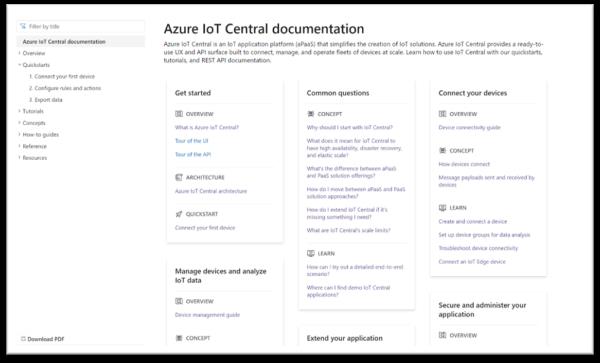 Filter by title
Azure IoT Central documentation
Overview
Quickstarts
1. Connect your first device
2. Configure rules and actions
3. Export data
Tutorials
Concepts
How-to guides
Reference
Resources
Download PDF
Azure IoT Central documentation
Azure IoT Central is an IoT application platform (aPaaS) that simplifies the creation of IoT solutions. Azure IoT Central provides a ready-to-
use UX and API surface built to connect, manage, and operate fleets of devices at scale. Learn how to use IoT Central with our quickstarts,
tutorials, and REST API documentation.
Get started
OVERVIEW
What is Azure IoT Central?
Tour of the UI
Tour of the API
ARCHITECTURE
Azure IoT Central architecture
QUICKSTART
Connect your first device
Manage devices and analyze
IoT data
OVERVIEW
Device management guide
CONCEPT
Common questions
CONCEPT
Why should I start with IoT Central?
What does it mean for IoT Central to
have high availability, disaster recovery,
and elastic scale?
What's the difference between aPaaS
and PaaS solution offerings?
How do I move between aPaaS and PaaS
solution approaches?
How do I extend IoT Central if it's
missing something I need?
What are IoT Central's scale limits?
LEARN
How can I try out a detailed end-to-end
scenario?
Where can I find demo IoT Central
applications?
Extend your application
Connect your devices
OVERVIEW
Device connectivity guide
CONCEPT
How devices connect
Message payloads sent and received by
devices
LEARN
Create and connect a device
Set up device groups for data analysis
Troubleshoot device connectivity
Connect an IoT Edge device
Secure and administer your
application
OVERVIEW